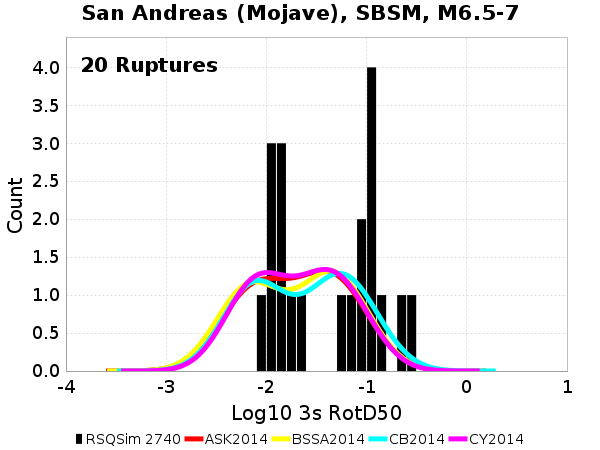 San Andreas (Mojave), SBSM, M6.5-7
20 Ruptures
Count
4.0
3.5
3.0
2.5
2.0
1.5
1.0
0.5
0.0
-4 -3 -2 -1 0 1
Log10 3s RotD50
RSQSim 2740 ASK2014 BSSA2014 CB2014 CY2014